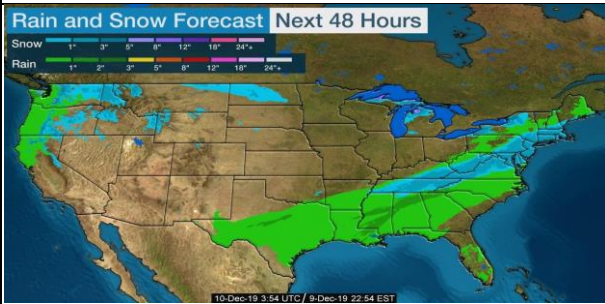 Rain and Snow Forecast Next 48 Hours
Snow
1" 3" 5" 8" 12" 18" 24"+
Rain
1" 2" 3" 5" 8" 12" 18" 24"+
10-Dec-19 3:54 UTC / 9-Dec-19 22:54 EST